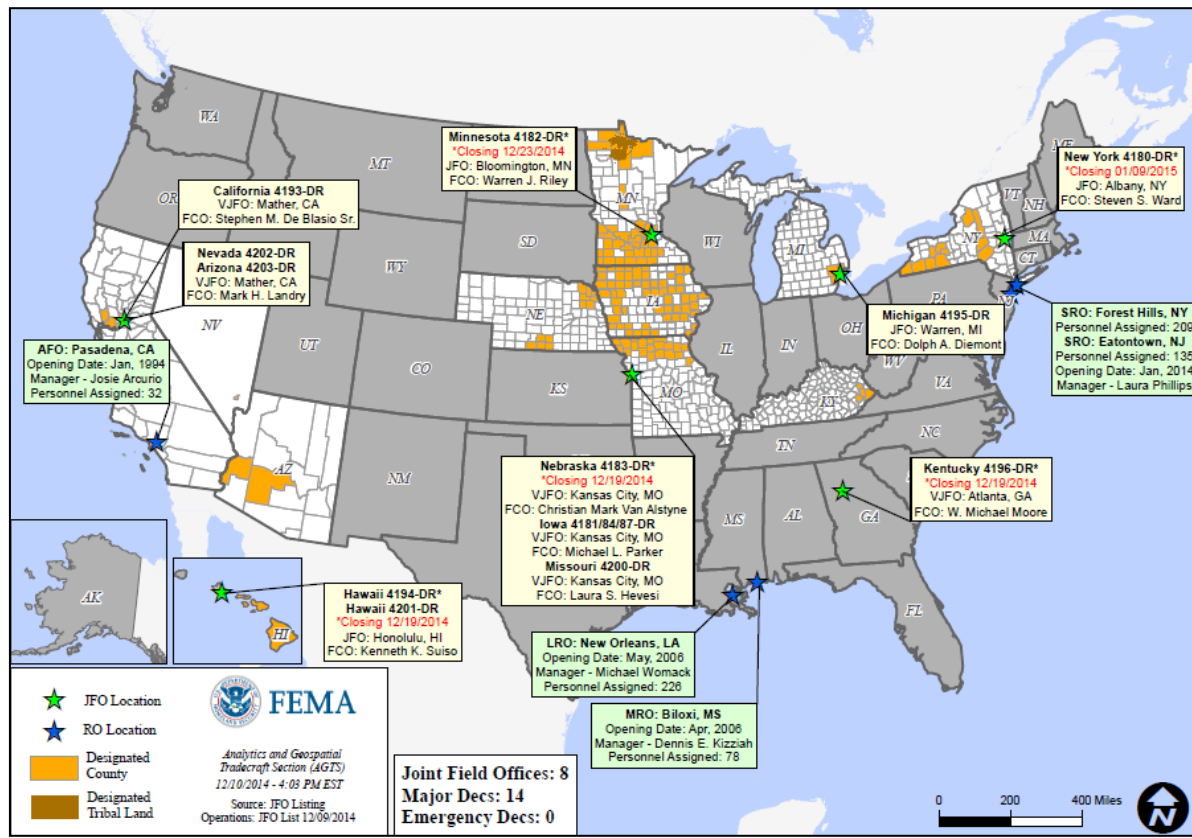 WA
MT
ME
OR
MN
VT
NH
SD
WI
MI
NY
MA
CT
WY
IA
PA
NJ
NE
NV
OH
IL
IN
UT
CO
WV
VA
KS
MO
KY
NC
TN
AZ
NM
MS
AL
GA
FL
AK
HI
Minnesota 4182-DR*
*Closing 12/23/2014
JFO: Bloomington, MN
FCO: Warren J. Riley
New York 4180-DR*
*Closing 01/09/2015
JFO: Albany, NY
FCO: Steven S. Ward
California 4193-DR
VJFO: Mather, CA
FCO: Stephen M. De Blasio Sr.
Nevada 4202-DR
Arizona 4203-DR
VJFO: Mather, CA
FCO: Mark H. Landry
AFO: Pasadena, CA
Opening Date: Jan, 1994
Manager - Josie Arcurio
Personnel Assigned: 32
Michigan 4195-DR
JFO: Warren, MI
FCO: Dolph A. Diemont
SRO: Forest Hills, NY
Personnel Assigned: 209
SRO: Eatontown, NJ
Personnel Assigned: 135
Opening Date: Jan, 2014
Manager - Laura Phillips
Nebraska 4183-DR*
*Closing 12/19/2014
VJFO: Kansas City, MO
FCO: Christian Mark Van Alstyne
Iowa 4181/84/87-DR
VJFO: Kansas City, MO
FCO: Michael L. Parker
Missouri 4200-DR
VJFO: Kansas City, MO
FCO: Laura S. Hevesi
Kentucky 4196-DR*
*Closing 12/19/2014
VJFO: Atlanta, GA
FCO: W. Michael Moore
Hawaii 4194-DR*
Hawaii 4201-DR
*Closing 12/19/2014
JFO: Honolulu, HI
FCO: Kenneth K. Suiso
LRO: New Orleans, LA
Opening Date: May, 2006
Manager - Michael Womack
Personnel Assigned: 226
MRO: Biloxi, MS
Opening Date: Apr, 2006
Manager - Dennis E. Kizziah
Personnel Assigned: 78
JFO Location
RO Location
Designated
County
Designated
Tribal Land
FEMA
Analytics and Geospatial
Tradecraft Section (AGTS)
12/10/2014 - 4:03 PM EST
Source: JFO Listing
Operations: JFO List 12/09/2014
Joint Field Offices: 8
Major Decs: 14
Emergency Decs: 0
0 200 400 Miles
N